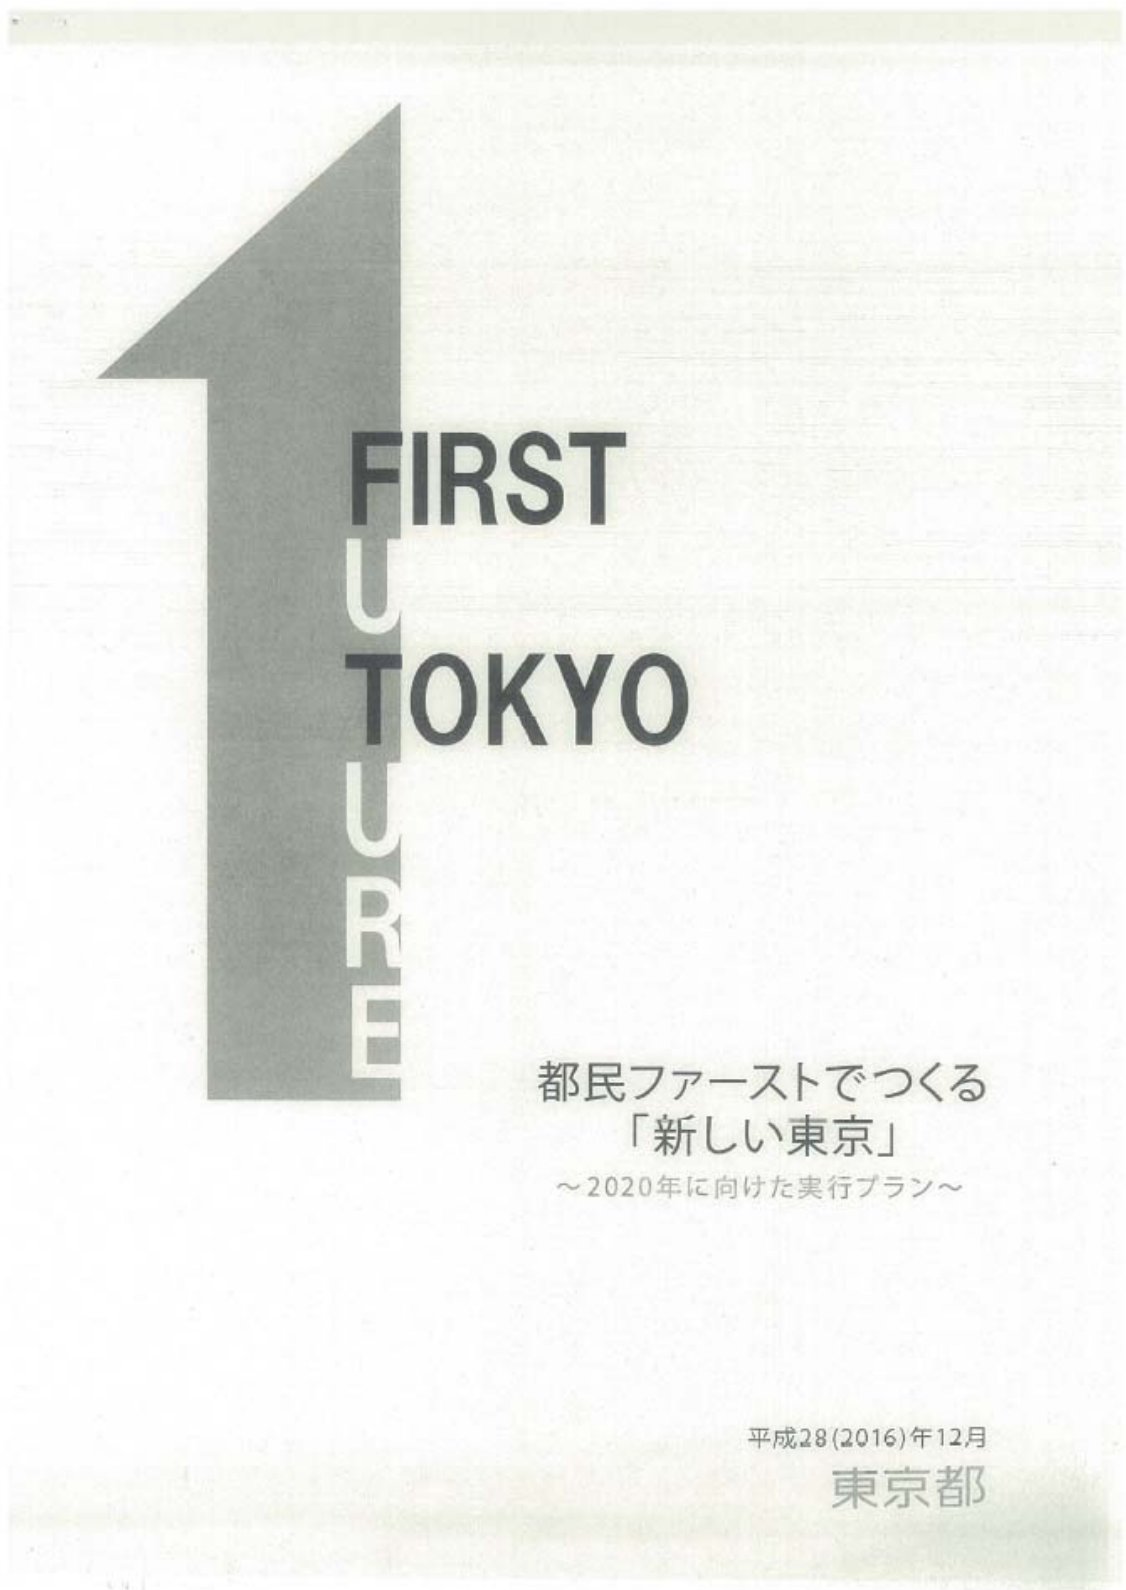 FIRST
U
TOKYO
U
R
E
都民ファーストでつくる
「新しい東京」
~2020年に向けた実行プラン~
平成28(2016)年12月
東京都